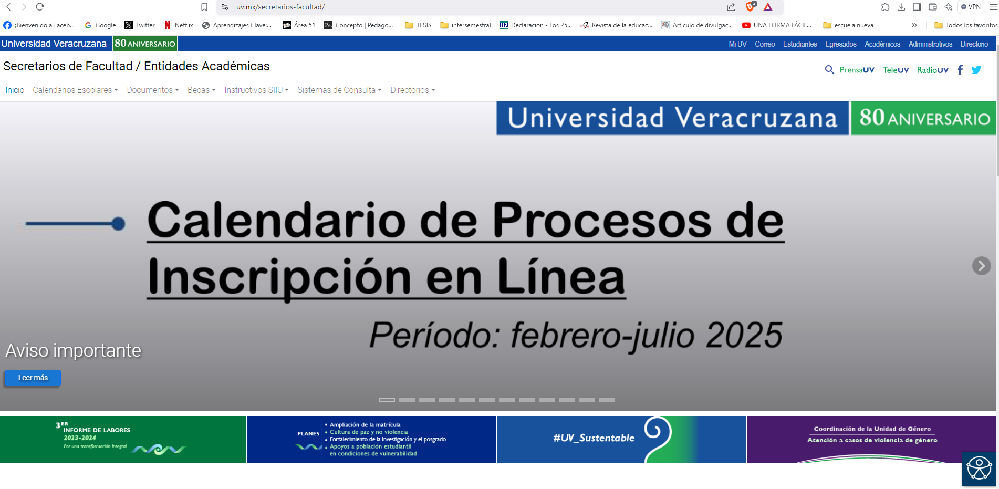 uv.mx/secretarios-facultad/
4
VPN
¡Bienvenido a Faceb...
Google
Twitter
Netflix
Aprendizajes Clave:...
Área 51
Pe.
Concepto | Pedago...
TESIS
intersemestral
UN
Declaración - Los 25...
Revista de la educac...
Articulo de divulgac...
UNA FORMA FÁCIL...
escuela nueva
»
Todos los favoritos
Universidad Veracruzana
80 ANIVERSARIO
Mi UV
Correo
Estudiantes
Egresados
Académicos
Administrativos
Directorio
Secretarios de Facultad / Entidades Académicas
PrensaUV
TeleUV
RadioUV
Inicio
Calendarios Escolares
Documentos
Becas
Instructivos SIIU
Sistemas de Consulta
Directorios
Universidad Veracruzana
80 ANIVERSARIO
Calendario de Procesos de
Inscripción en Línea
Período: febrero-julio 2025
Aviso importante
Leer más
3ER
INFORME DE LABORES
2023-2024
Por una transformación integral
PLANES
• Ampliación de la matrícula
• Cultura de paz y no violencia
• Fortalecimiento de la investigación y el posgrado
• Apoyos a población estudiantil
en condiciones de vulnerabilidad
#UV_Sustentable
Coordinación de la Unidad de Género
Atención a casos de violencia de género